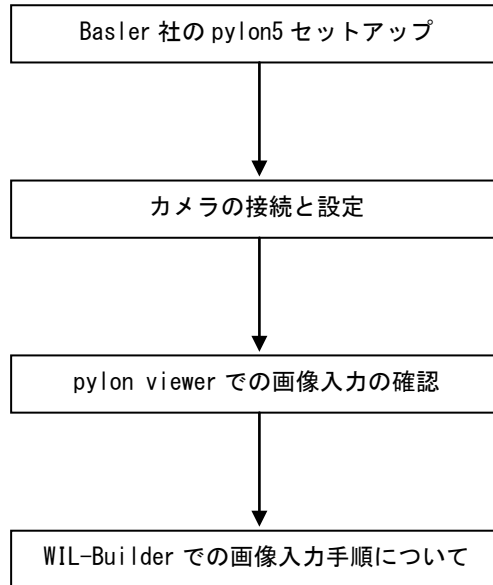 Basler 社の pylon5 セットアップ
カメラの接続と設定
pylon viewer での画像入力の確認
WIL-Builder での画像入力手順について